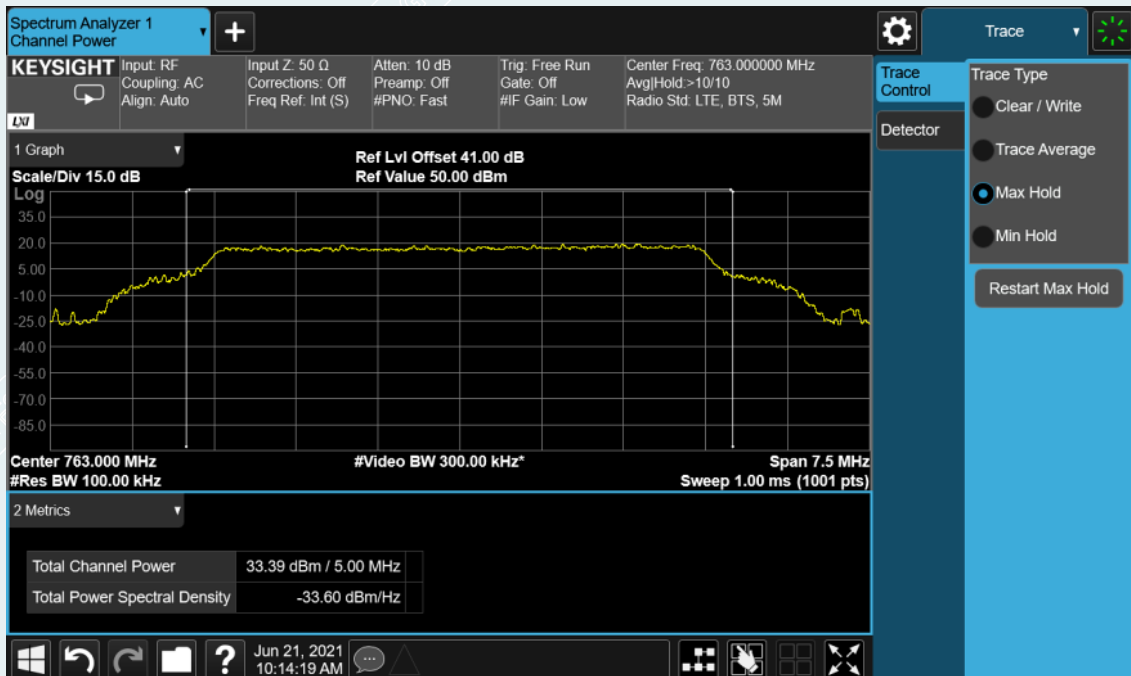 Spectrum Analyzer 1
Channel Power
+
Trace
KEYSIGHT
LXI
Input: RF
Coupling: AC
Align: Auto
Input Z: 50 Ω
Corrections: Off
Freq Ref: Int (S)
Atten: 10 dB
Preamp: Off
#PNO: Fast
Trig: Free Run
Gate: Off
#IF Gain: Low
Center Freq: 763.000000 MHz
Avg|Hold:>10/10
Radio Std: LTE, BTS, 5M
Trace
Control
Detector
Trace Type
Clear / Write
Trace Average
Max Hold
Min Hold
Restart Max Hold
1 Graph
Scale/Div 15.0 dB
Ref Lvl Offset 41.00 dB
Ref Value 50.00 dBm
Log
35.0
20.0
5.00
-10.0
-25.0
-40.0
-55.0
-70.0
-85.0
Center 763.000 MHz
#Res BW 100.00 kHz
#Video BW 300.00 kHz*
Span 7.5 MHz
Sweep 1.00 ms (1001 pts)
2 Metrics
Total Channel Power 33.39 dBm / 5.00 MHz
Total Power Spectral Density -33.60 dBm/Hz
?
Jun 21, 2021
10:14:19 AM